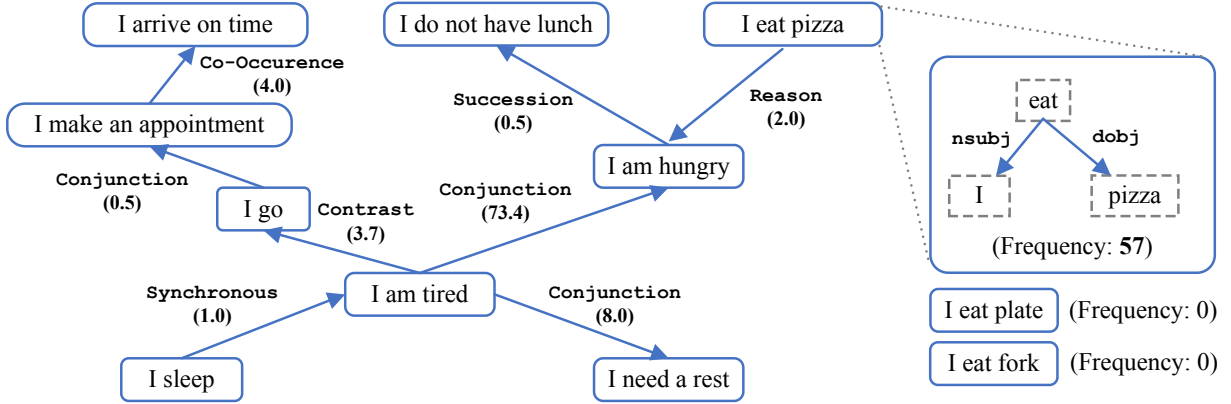 I arrive on time
I do not have lunch
I eat pizza
Co-Occurence
(4.0)
Succession
(0.5)
Reason
(2.0)
eat
nsubj
dobj
I make an appointment
I am hungry
I
pizza
Conjunction
(0.5)
Conjunction
(73.4)
I go
Contrast
(3.7)
(Frequency: 57)
I am tired
Synchronous
(1.0)
Conjunction
(8.0)
I eat plate
(Frequency: 0)
I sleep
I need a rest
I eat fork
(Frequency: 0)